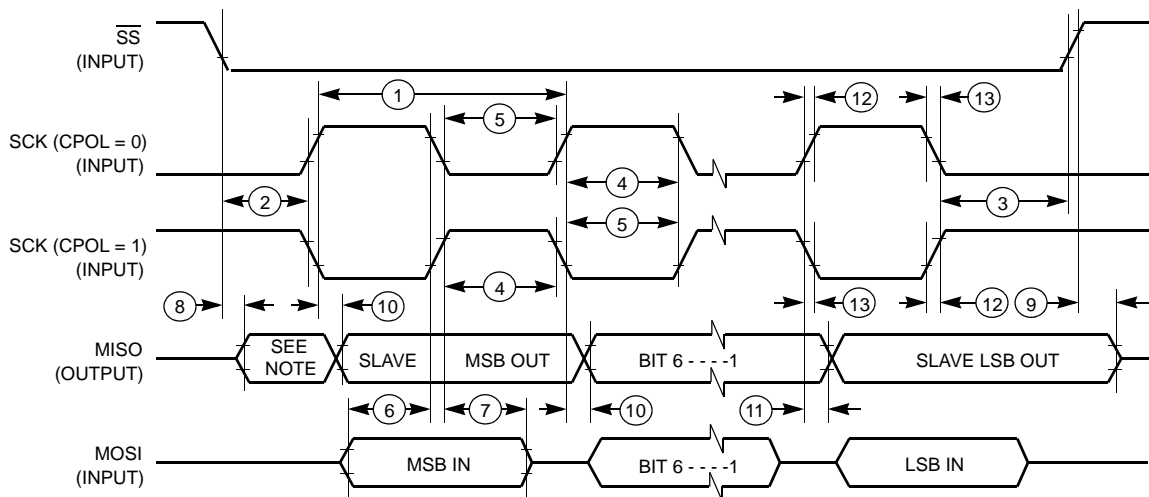 SS
(INPUT)
1
12
13
5
SCK (CPOL = 0)
(INPUT)
4
2
3
5
SCK (CPOL = 1)
(INPUT)
4
8
10
13
12
9
MISO
(OUTPUT)
SEE
NOTE
SLAVE
MSB OUT
BIT 6 - - - -1
SLAVE LSB OUT
6
7
10
11
MOSI
(INPUT)
MSB IN
BIT 6 - - - -1
LSB IN